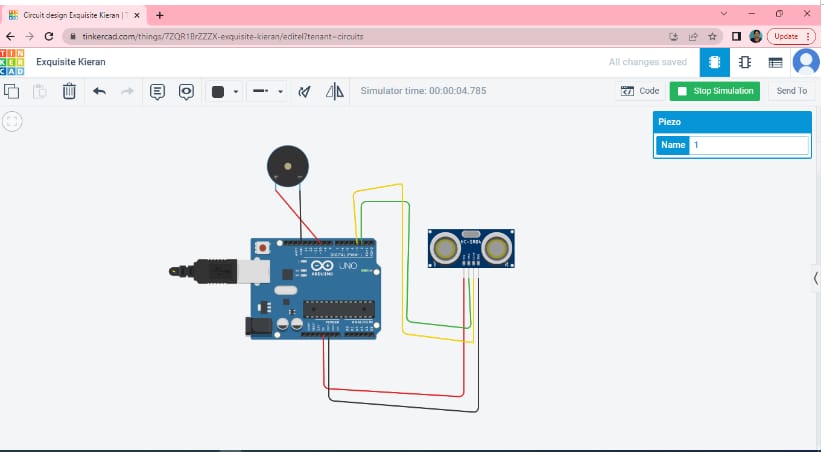 Circuit design Exquisite Kieran | T
tinkercad.com/things/7ZQR1BrZZZX-exquisite-kieran/editel?tenant=circuits
Update
TIN
KER
CAD
Exquisite Kieran
All changes saved
Simulator time: 00:00:04.785
Code
Stop Simulation
Send To
Piezo
Name
1
DIGITAL (PWM~)
UNO
ARDUINO
POWER
ANALOG IN
HC-SR04